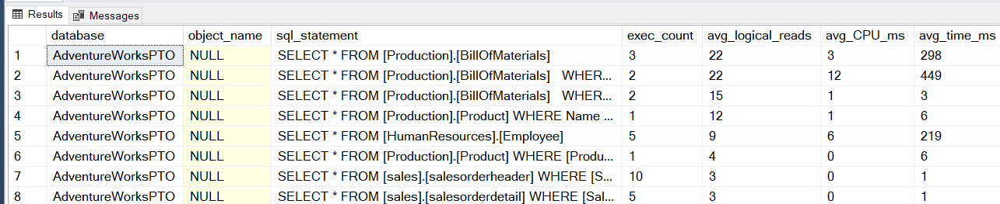 Results Messages
database object_name sql_statement exec_count avg_logical_reads avg_CPU_ms avg_time_ms
1 AdventureWorksPTO NULL SELECT * FROM [Production].[BillOfMaterials] 3 22 3 298
2 AdventureWorksPTO NULL SELECT * FROM [Production].[BillOfMaterials] WHER... 2 22 12 449
3 AdventureWorksPTO NULL SELECT * FROM [Production].[BillOfMaterials] WHER... 2 15 1 3
4 AdventureWorksPTO NULL SELECT * FROM [Production].[Product] WHERE Name ... 1 12 1 6
5 AdventureWorksPTO NULL SELECT * FROM [HumanResources].[Employee] 5 9 6 219
6 AdventureWorksPTO NULL SELECT * FROM [Production].[Product] WHERE [Produ... 1 4 0 6
7 AdventureWorksPTO NULL SELECT * FROM [sales].[salesorderheader] WHERE [S... 10 3 0 1
8 AdventureWorksPTO NULL SELECT * FROM [sales].[salesorderdetail] WHERE [Sal... 5 3 0 1